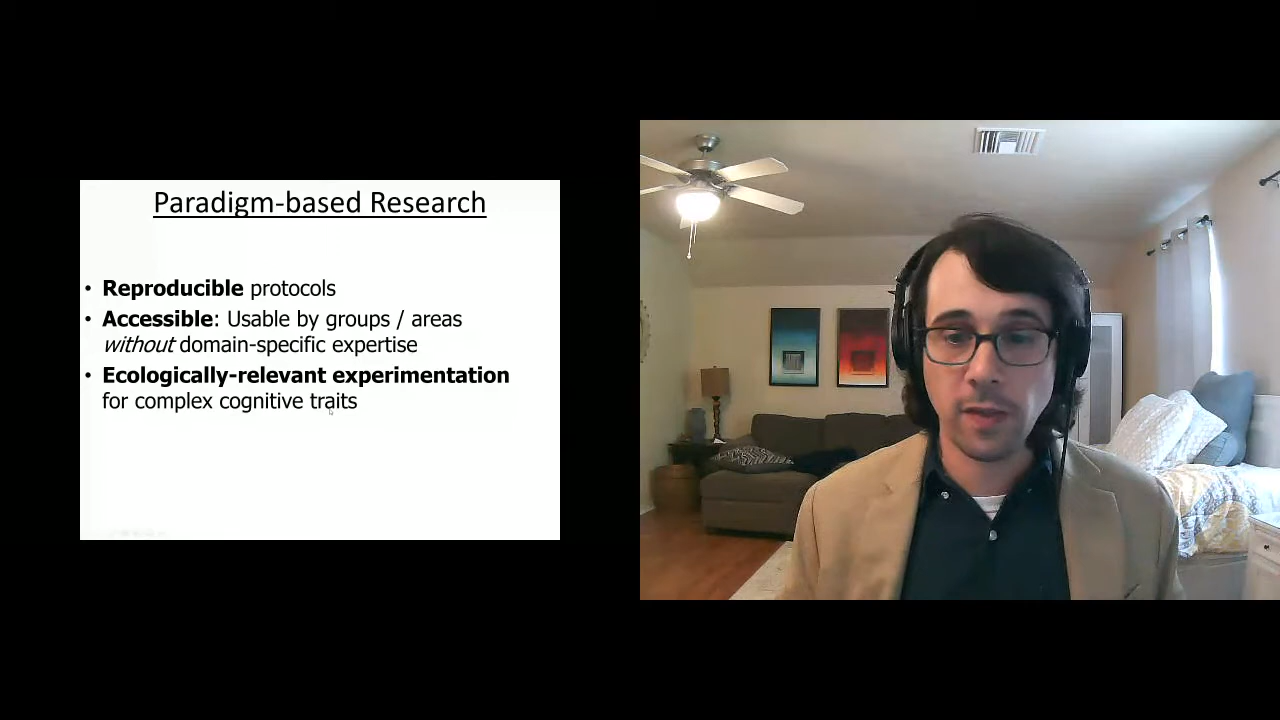 Paradigm-based Research
• Reproducible protocols
• Accessible: Usable by groups / areas
without domain-specific expertise
• Ecologically-relevant experimentation
for complex cognitive traits